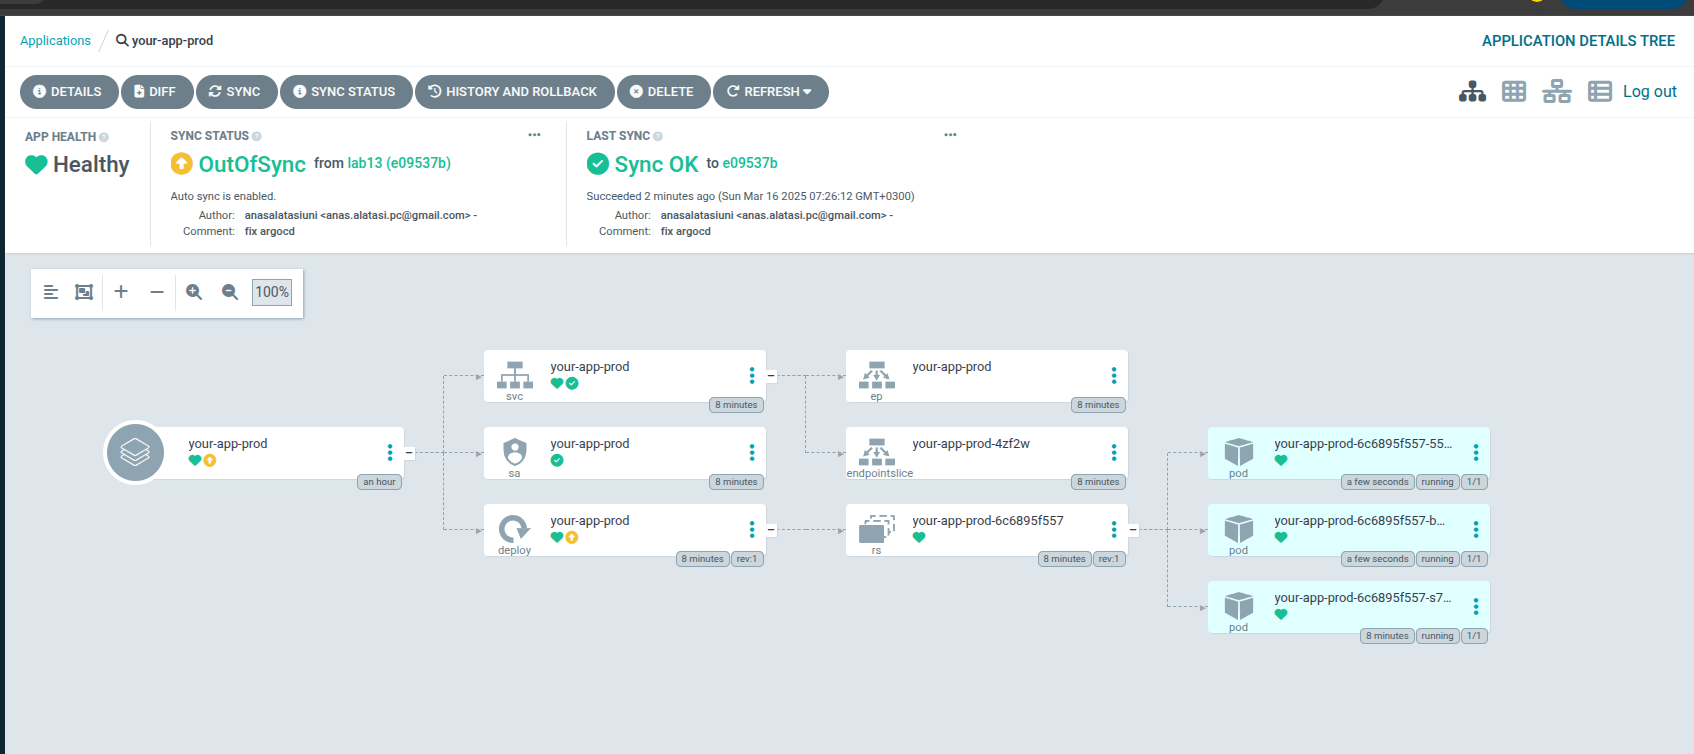 Applications / your-app-prod
APPLICATION DETAILS TREE
DETAILS
DIFF
SYNC
SYNC STATUS
HISTORY AND ROLLBACK
DELETE
REFRESH
Log out
APP HEALTH
Healthy
SYNC STATUS
OutOfSync from lab13 (e09537b)
Auto sync is enabled.
Author: anasalatasiuni <anas.alatasi.pc@gmail.com> -
Comment: fix argocd
LAST SYNC
Sync OK to e09537b
Succeeded 2 minutes ago (Sun Mar 16 2025 07:26:12 GMT+0300)
Author: anasalatasiuni <anas.alatasi.pc@gmail.com> -
Comment: fix argocd
100%
your-app-prod
an hour
your-app-prod
svc
8 minutes
your-app-prod
sa
8 minutes
your-app-prod
deploy
8 minutes
rev:1
your-app-prod
ep
8 minutes
your-app-prod-4zf2w
endpointslice
8 minutes
your-app-prod-6c6895f557
rs
8 minutes
rev:1
your-app-prod-6c6895f557-55...
pod
a few seconds
running
1/1
your-app-prod-6c6895f557-b...
pod
a few seconds
running
1/1
your-app-prod-6c6895f557-s7...
pod
8 minutes
running
1/1